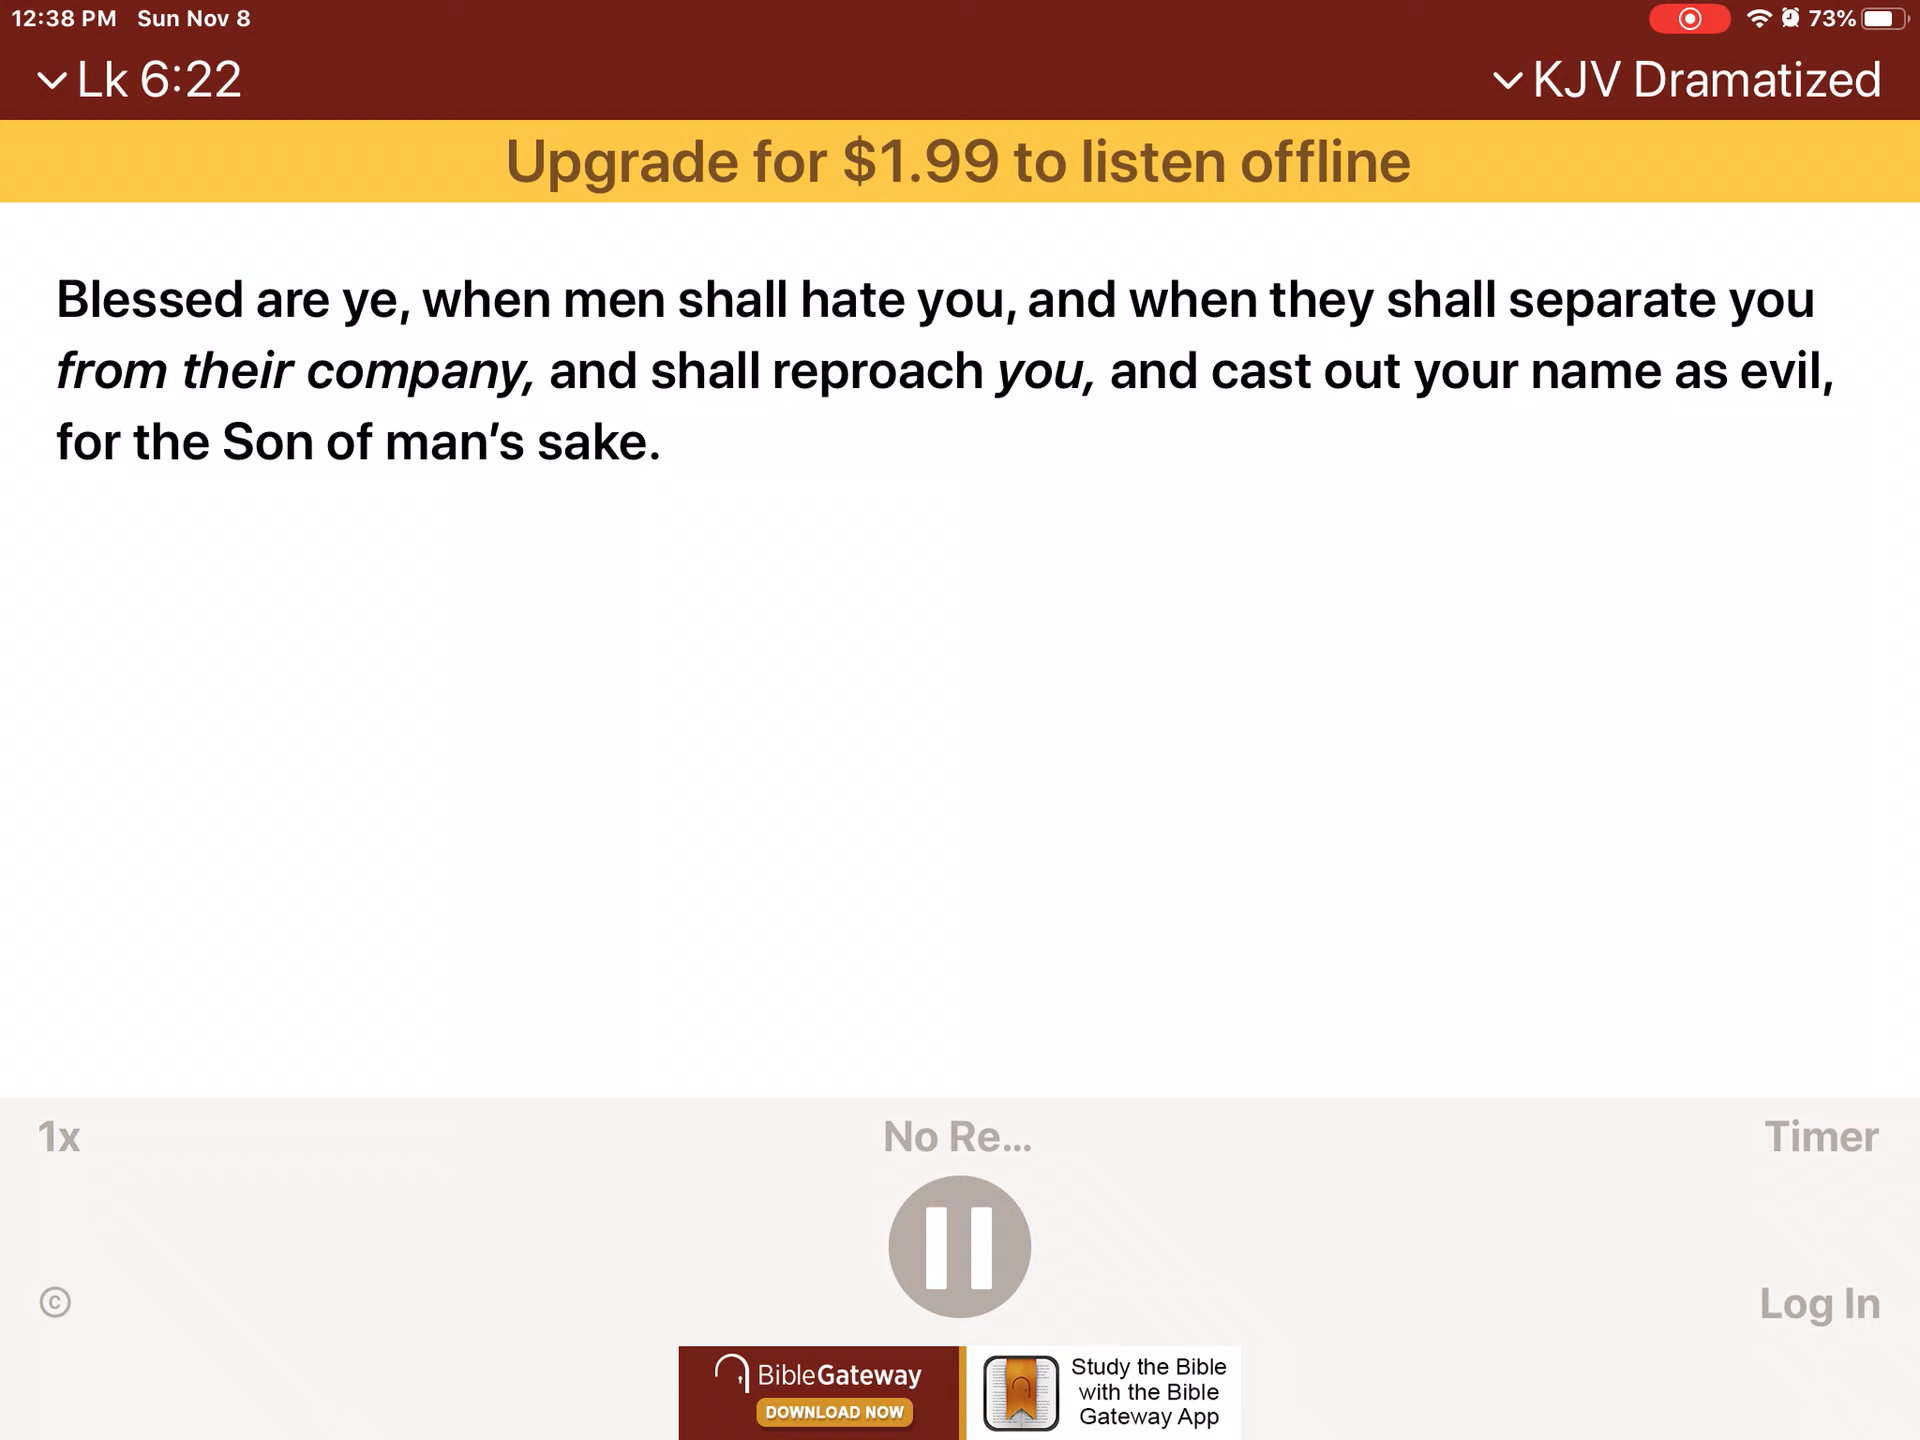 12:38 PM Sun Nov 8
73%
Lk 6:22
KJV Dramatized
Upgrade for $1.99 to listen offline
Blessed are ye, when men shall hate you, and when they shall separate you
from their company, and shall reproach you, and cast out your name as evil,
for the Son of man’s sake.
1x
No Re...
Timer
©
Log In
BibleGateway
DOWNLOAD NOW
Study the Bible
with the Bible
Gateway App